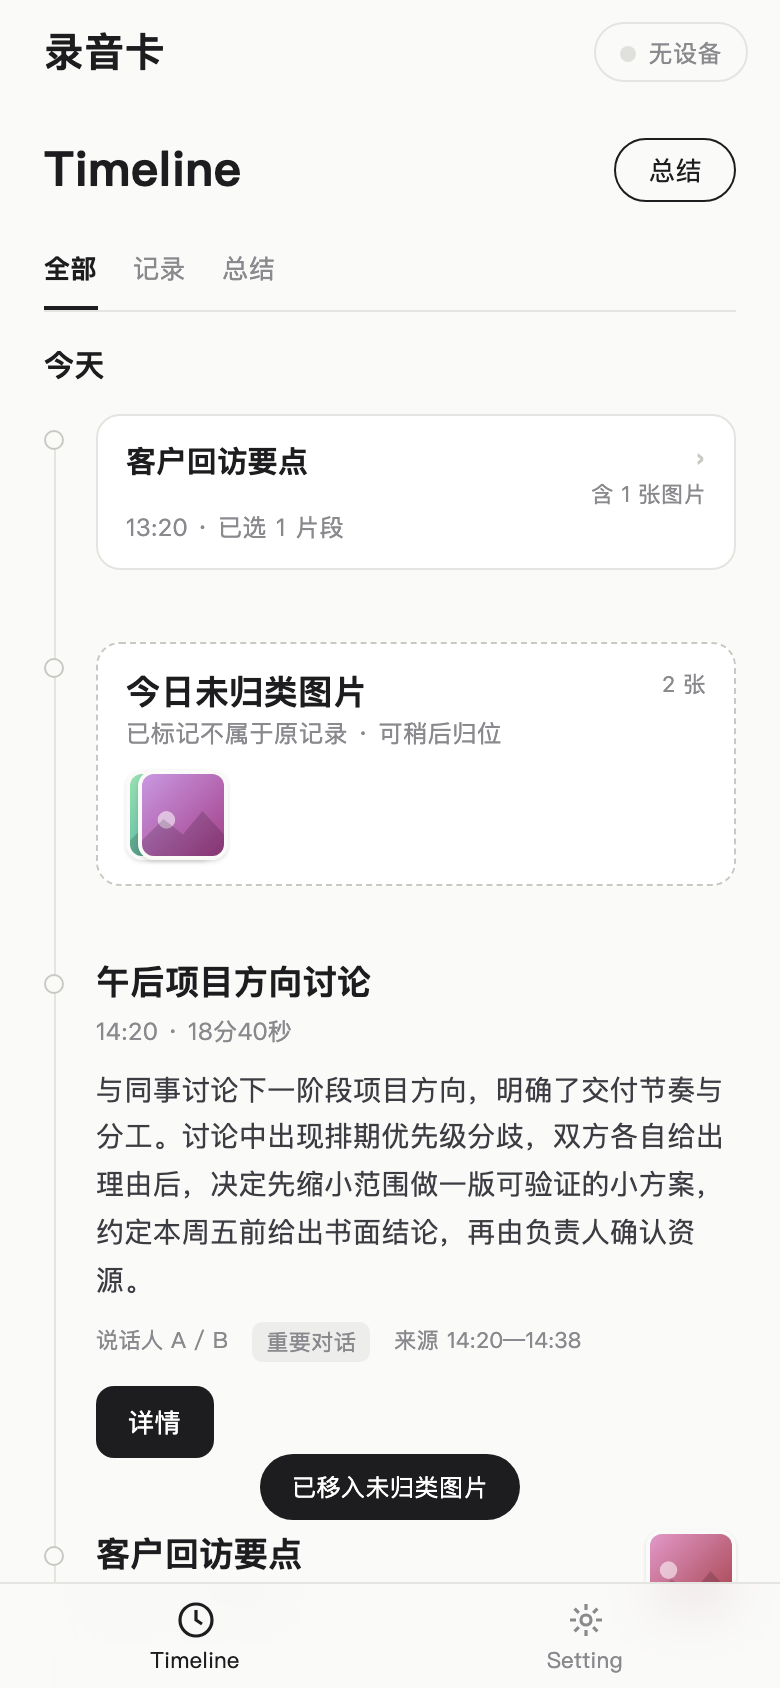 录音卡
无设备
Timeline
总结
全部 记录 总结
今天
客户回访要点
›
含 1 张图片
13:20 · 已选 1 片段
今日未归类图片
2 张
已标记不属于原记录 · 可稍后归位
午后项目方向讨论
14:20 · 18分40秒
与同事讨论下一阶段项目方向，明确了交付节奏与
分工。讨论中出现排期优先级分歧，双方各自给出
理由后，决定先缩小范围做一版可验证的小方案，
约定本周五前给出书面结论，再由负责人确认资
源。
说话人 A / B 重要对话 来源 14:20—14:38
详情
已移入未归类图片
客户回访要点
Timeline
Setting